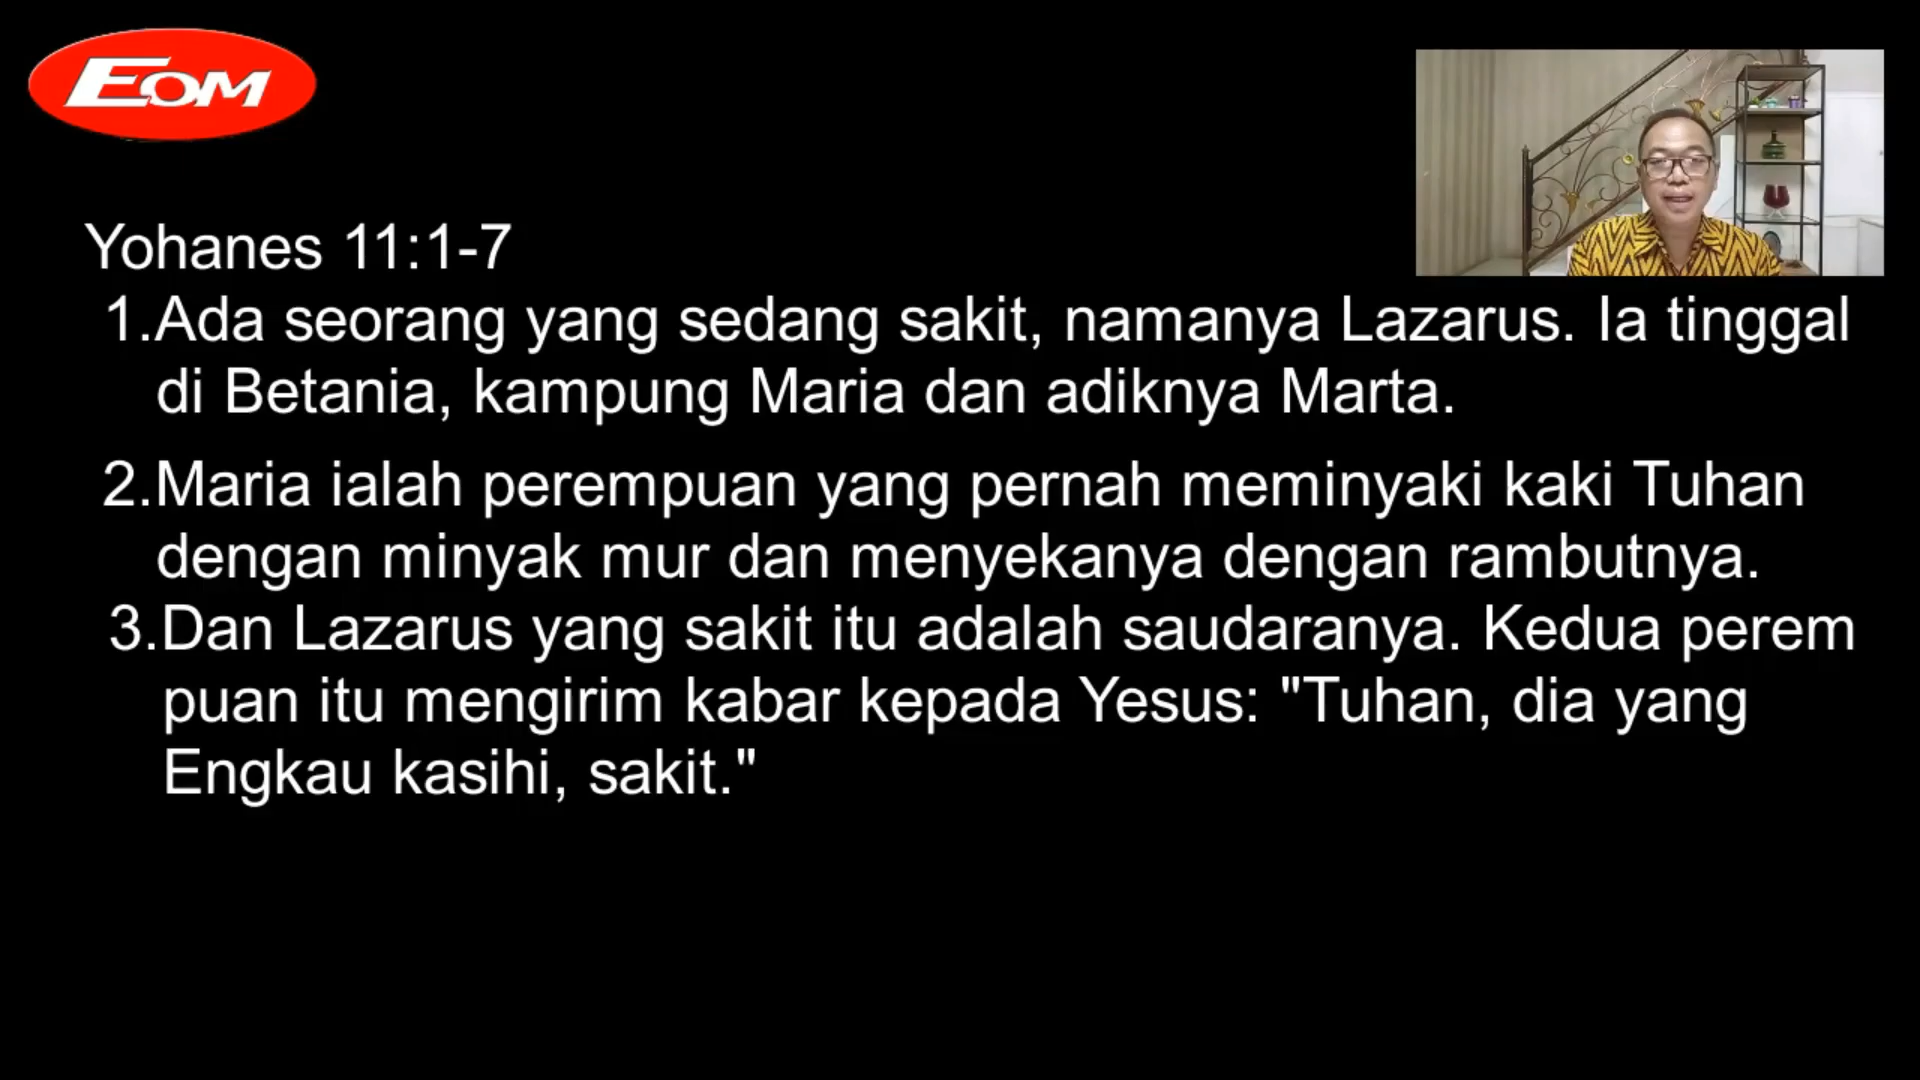 EOM
Yohanes 11:1-7
1.Ada seorang yang sedang sakit, namanya Lazarus. Ia tinggal
di Betania, kampung Maria dan adiknya Marta.
2.Maria ialah perempuan yang pernah meminyaki kaki Tuhan
dengan minyak mur dan menyekanya dengan rambutnya.
3.Dan Lazarus yang sakit itu adalah saudaranya. Kedua perem
puan itu mengirim kabar kepada Yesus: "Tuhan, dia yang
Engkau kasihi, sakit."